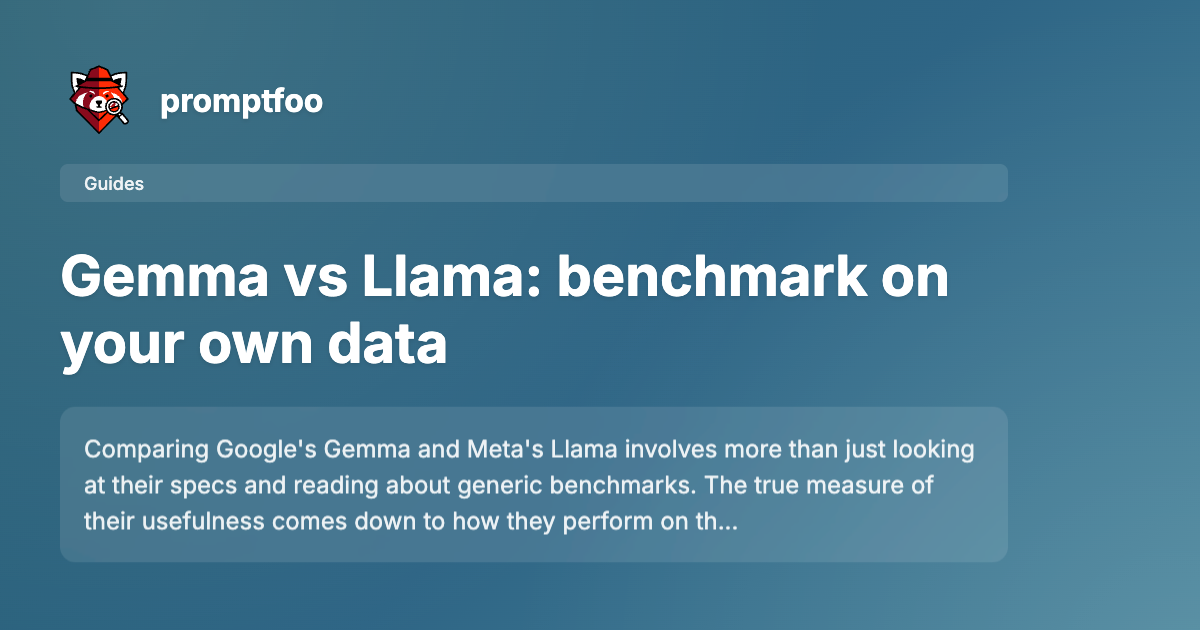 promptfoo
Guides
Gemma vs Llama: benchmark on
your own data
Comparing Google's Gemma and Meta's Llama involves more than just looking
at their specs and reading about generic benchmarks. The true measure of
their usefulness comes down to how they perform on th...